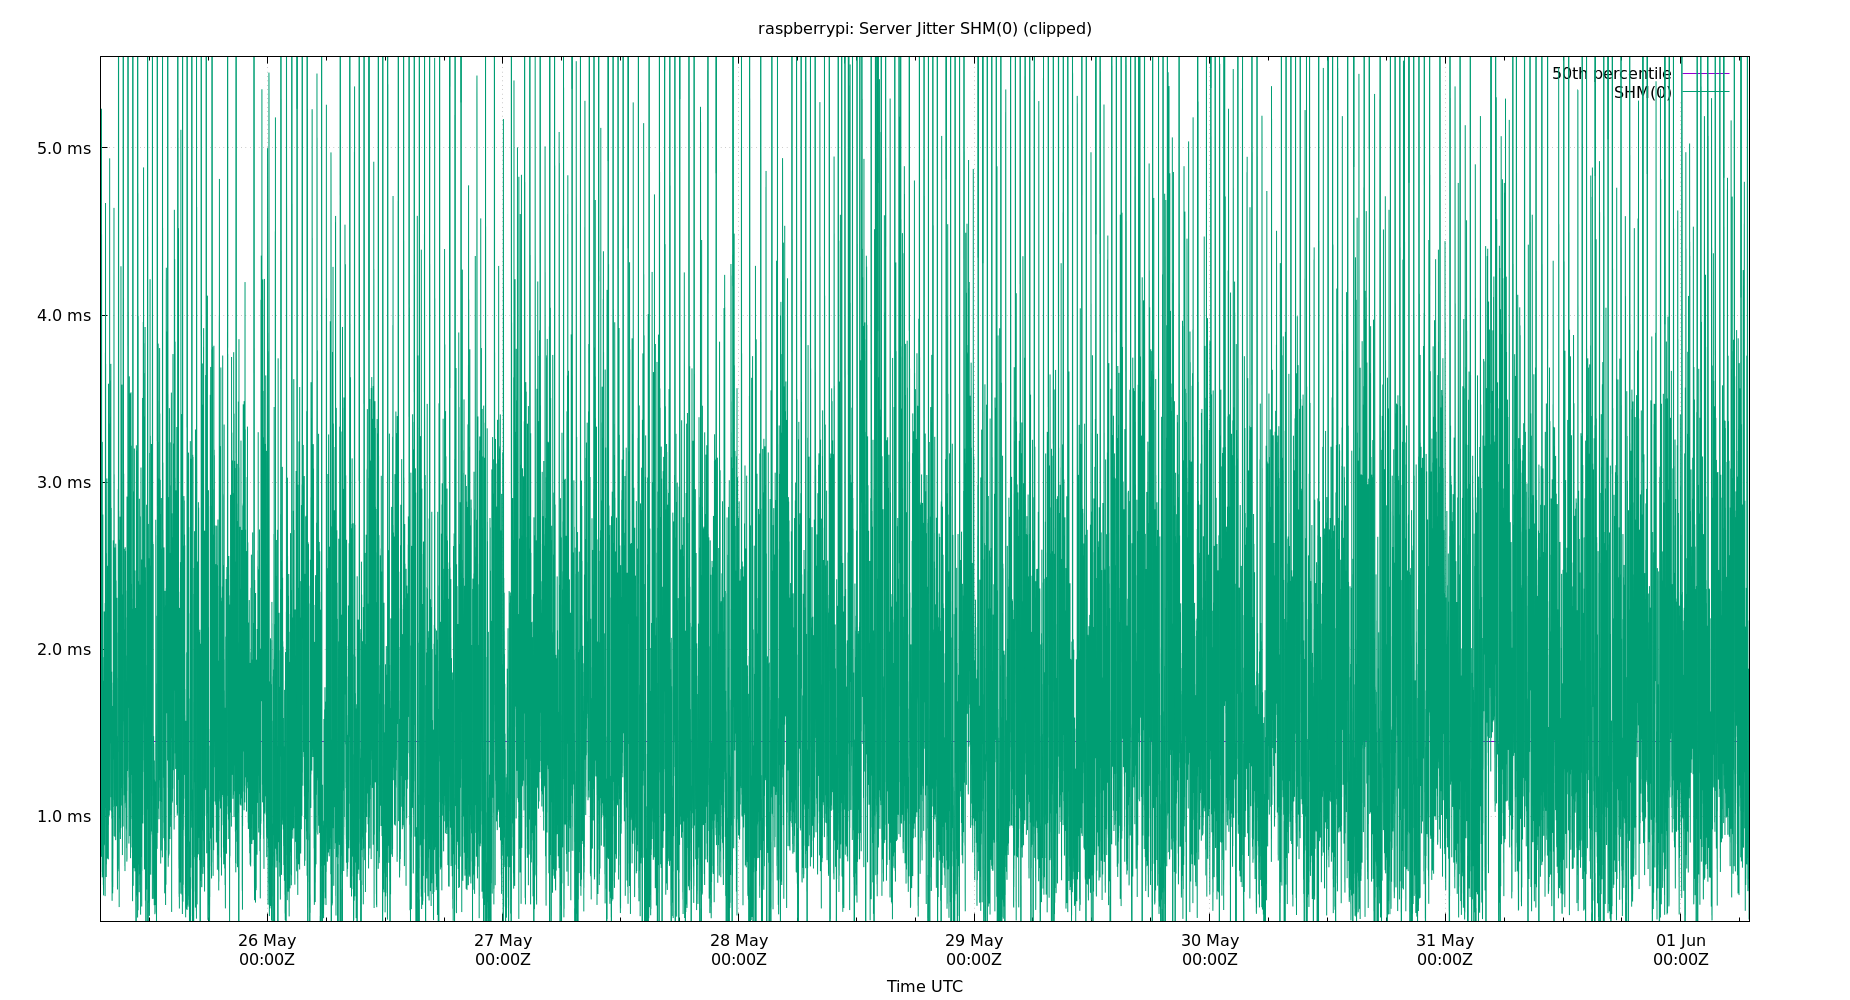 raspberrypi: Server Jitter SHM(0) (clipped)
50th percentile
SHM(0)
5.0 ms
4.0 ms
3.0 ms
2.0 ms
1.0 ms
26 May 27 May 28 May 29 May 30 May 31 May 01 Jun
00:00Z 00:00Z 00:00Z 00:00Z 00:00Z 00:00Z 00:00Z
Time UTC